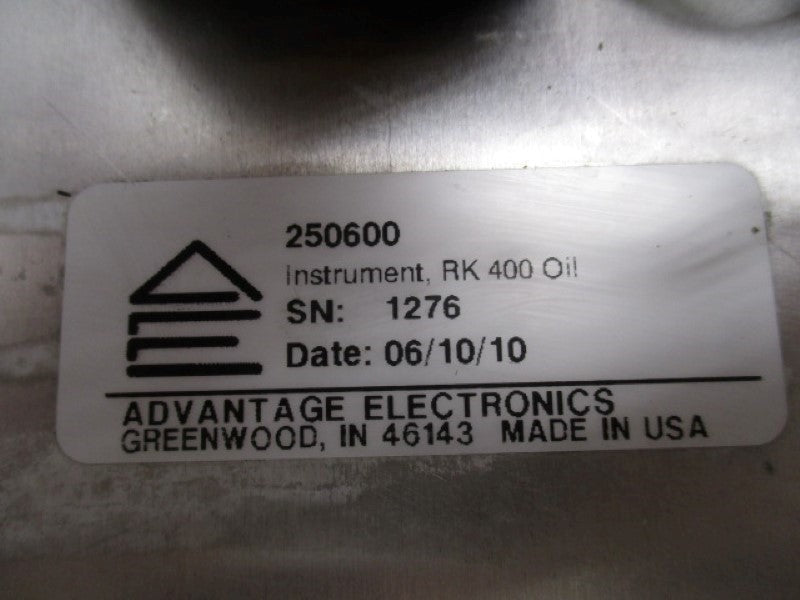 250600
Instrument, RK 400 Oil
SN: 1276
Date: 06/10/10
ADVANTAGE ELECTRONICS
GREENWOOD, IN 46143 MADE IN USA